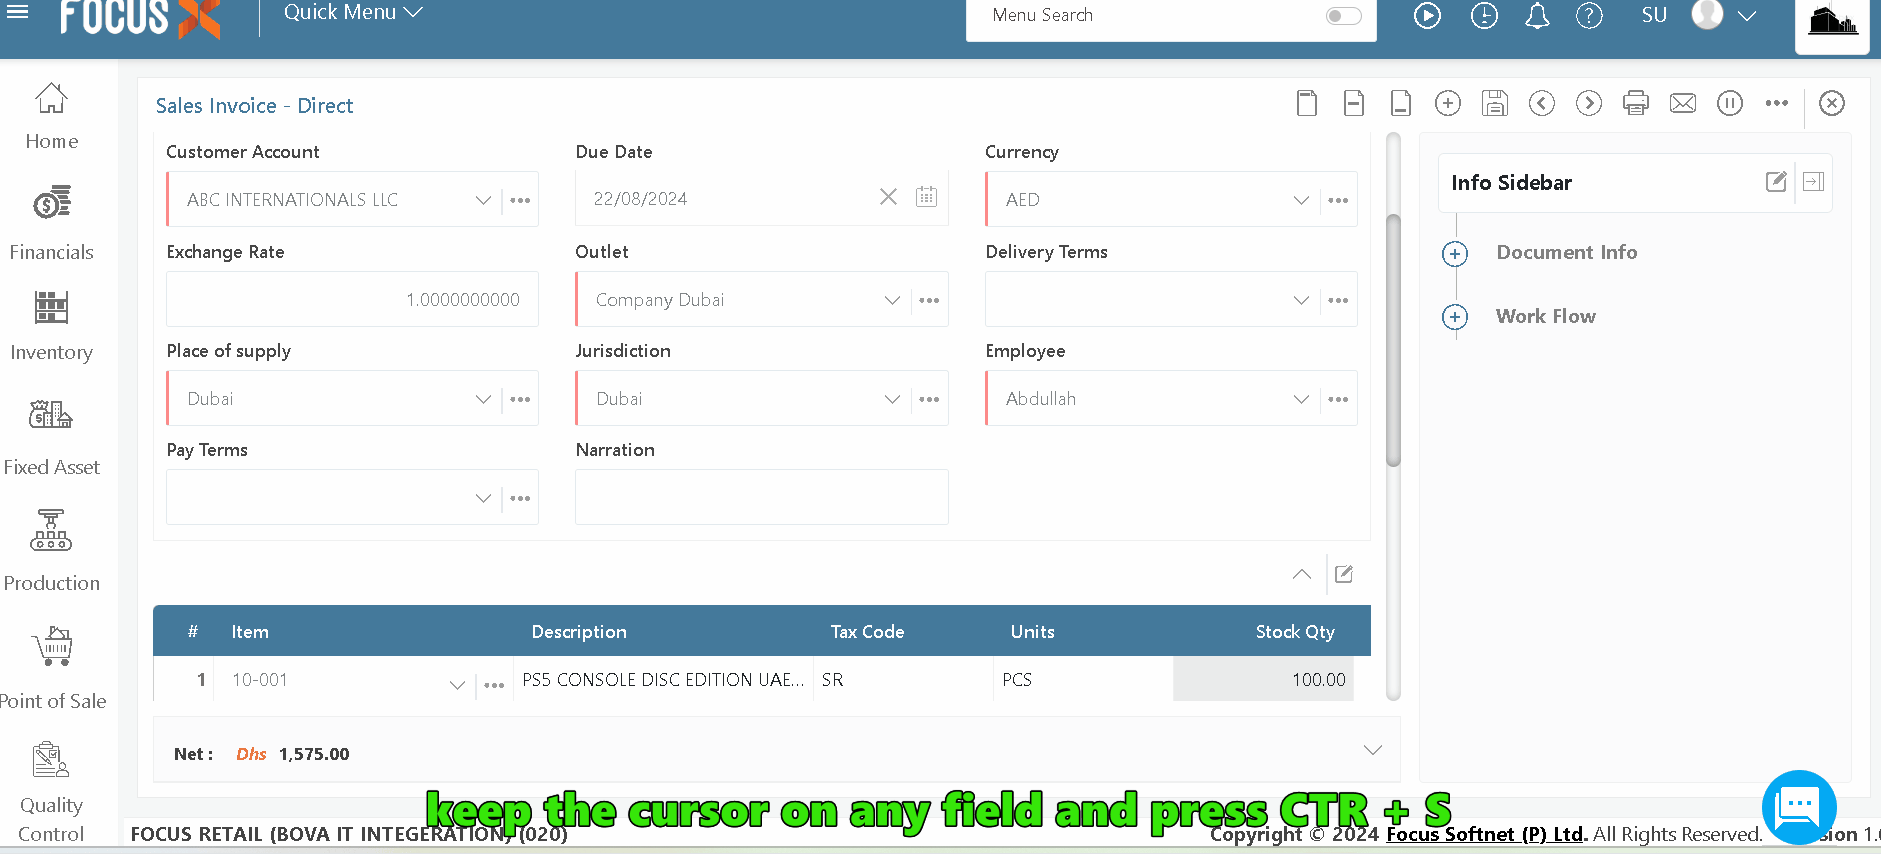 FOCUS X
Quick Menu
Menu Search
SU
Home
Financials
Inventory
Fixed Asset
Production
Point of Sale
Quality
Control
Sales Invoice - Direct
Customer Account
Due Date
Currency
ABC INTERNATIONALS LLC
22/08/2024
AED
Exchange Rate
Outlet
Delivery Terms
1.0000000000
Company Dubai
Place of supply
Jurisdiction
Employee
Dubai
Dubai
Abdullah
Pay Terms
Narration
# Item Description Tax Code Units Stock Qty
1 10-001 PS5 CONSOLE DISC EDITION UAE... SR PCS 100.00
Net : Dhs 1,575.00
Info Sidebar
Document Info
Work Flow
keep the cursor on any field and press CTR + S
FOCUS RETAIL (BOVA IT INTEGERATION) (020)
Copyright © 2024 Focus Softnet (P) Ltd. All Rights Reserved.